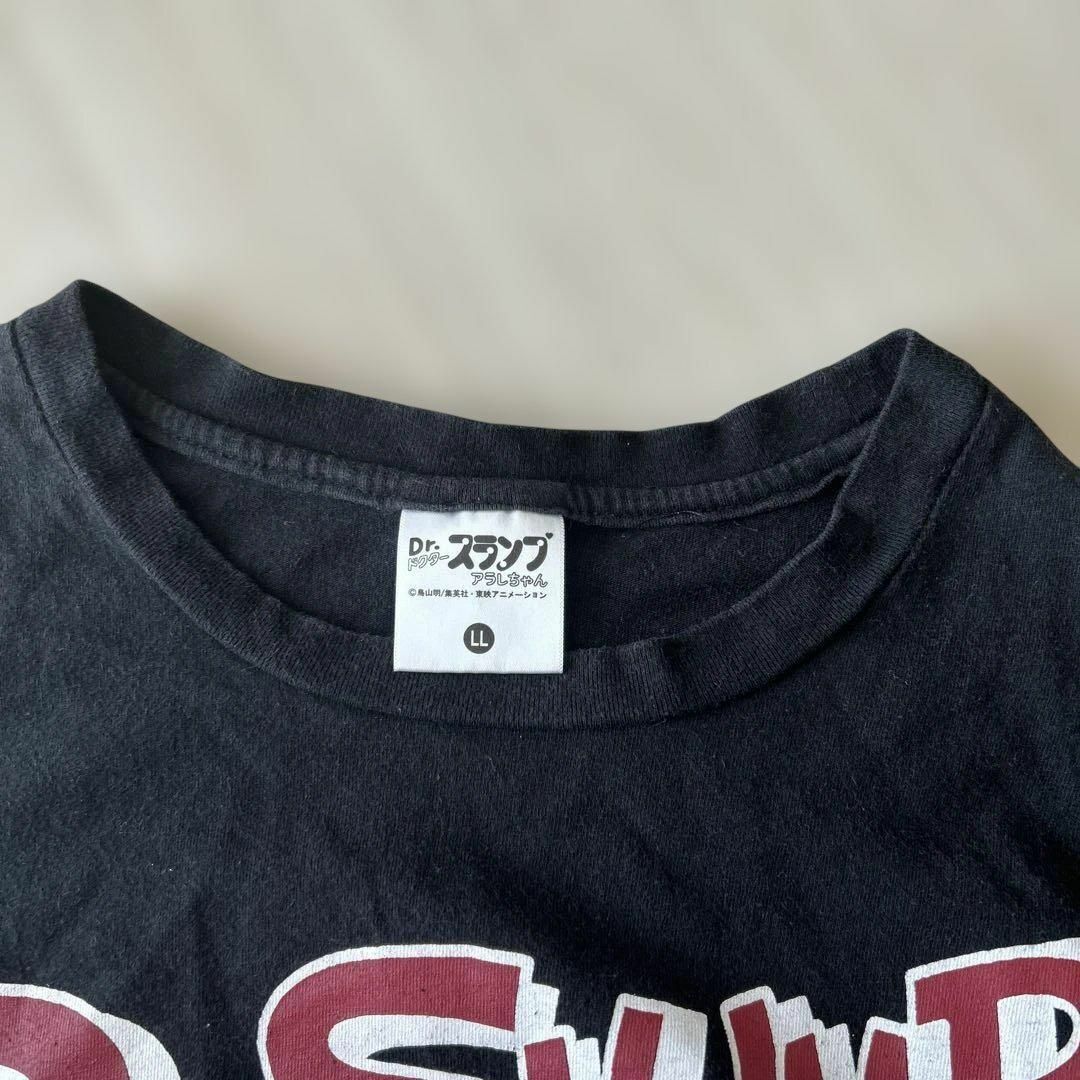 Dr.スランプ
ドクター
アラレちゃん
©鳥山明/集英社・東映アニメーション
LL